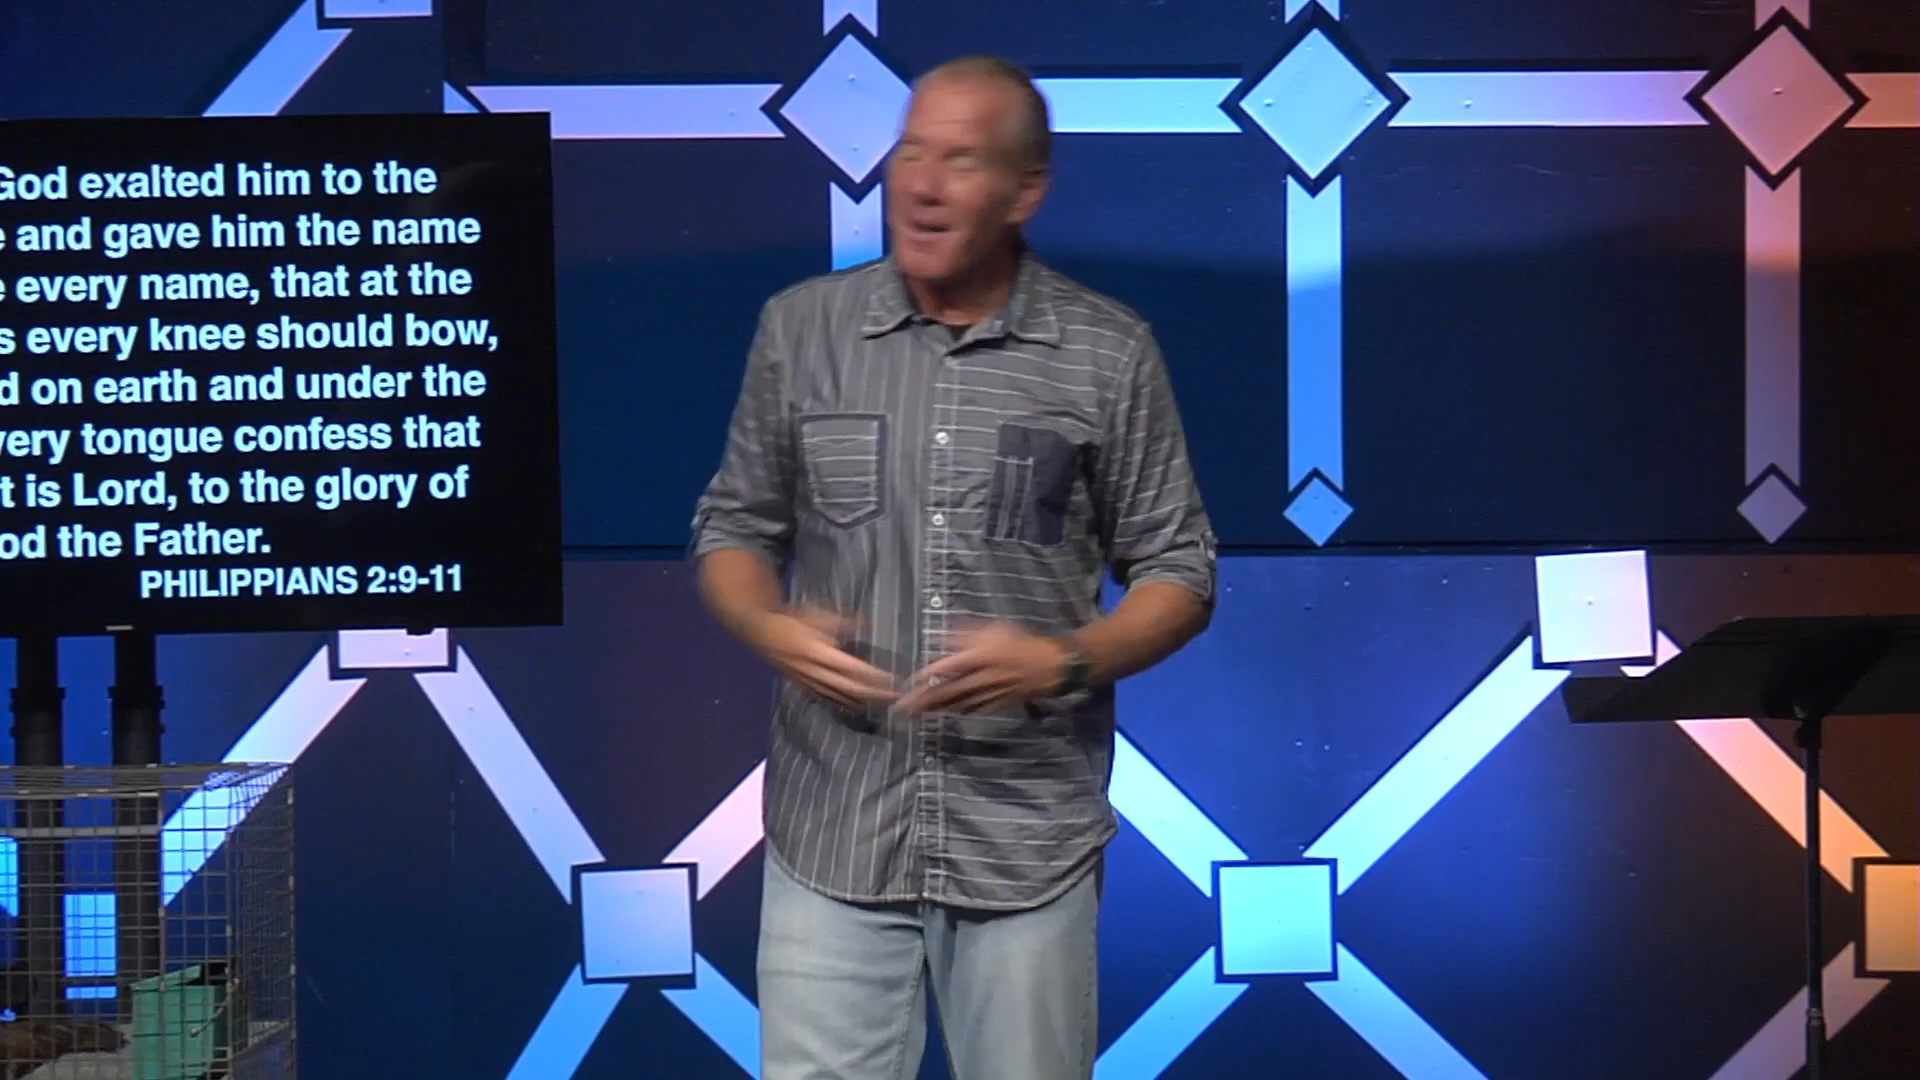 God exalted him to the
and gave him the name
every name, that at the
every knee should bow,
on earth and under the
tongue confess that
is Lord, to the glory of
the Father.
PHILIPPIANS 2:9-11